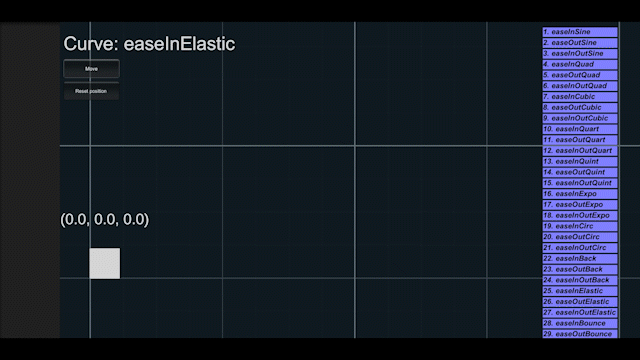 Curve: easeInElastic
Move
Reset position
(0.0, 0.0, 0.0)
1. easeInSine
2. easeOutSine
3. easeInOutSine
4. easeInQuad
5. easeOutQuad
6. easeInOutQuad
7. easeInCubic
8. easeOutCubic
9. easeInOutCubic
10. easeInQuart
11. easeOutQuart
12. easeInOutQuart
13. easeInQuint
14. easeOutQuint
15. easeInOutQuint
16. easeInExpo
17. easeOutExpo
18. easeInOutExpo
19. easeInCirc
20. easeOutCirc
21. easeInOutCirc
22. easeInBack
23. easeOutBack
24. easeInOutBack
25. easeInElastic
26. easeOutElastic
27. easeInOutElastic
28. easeInBounce
29. easeOutBounce